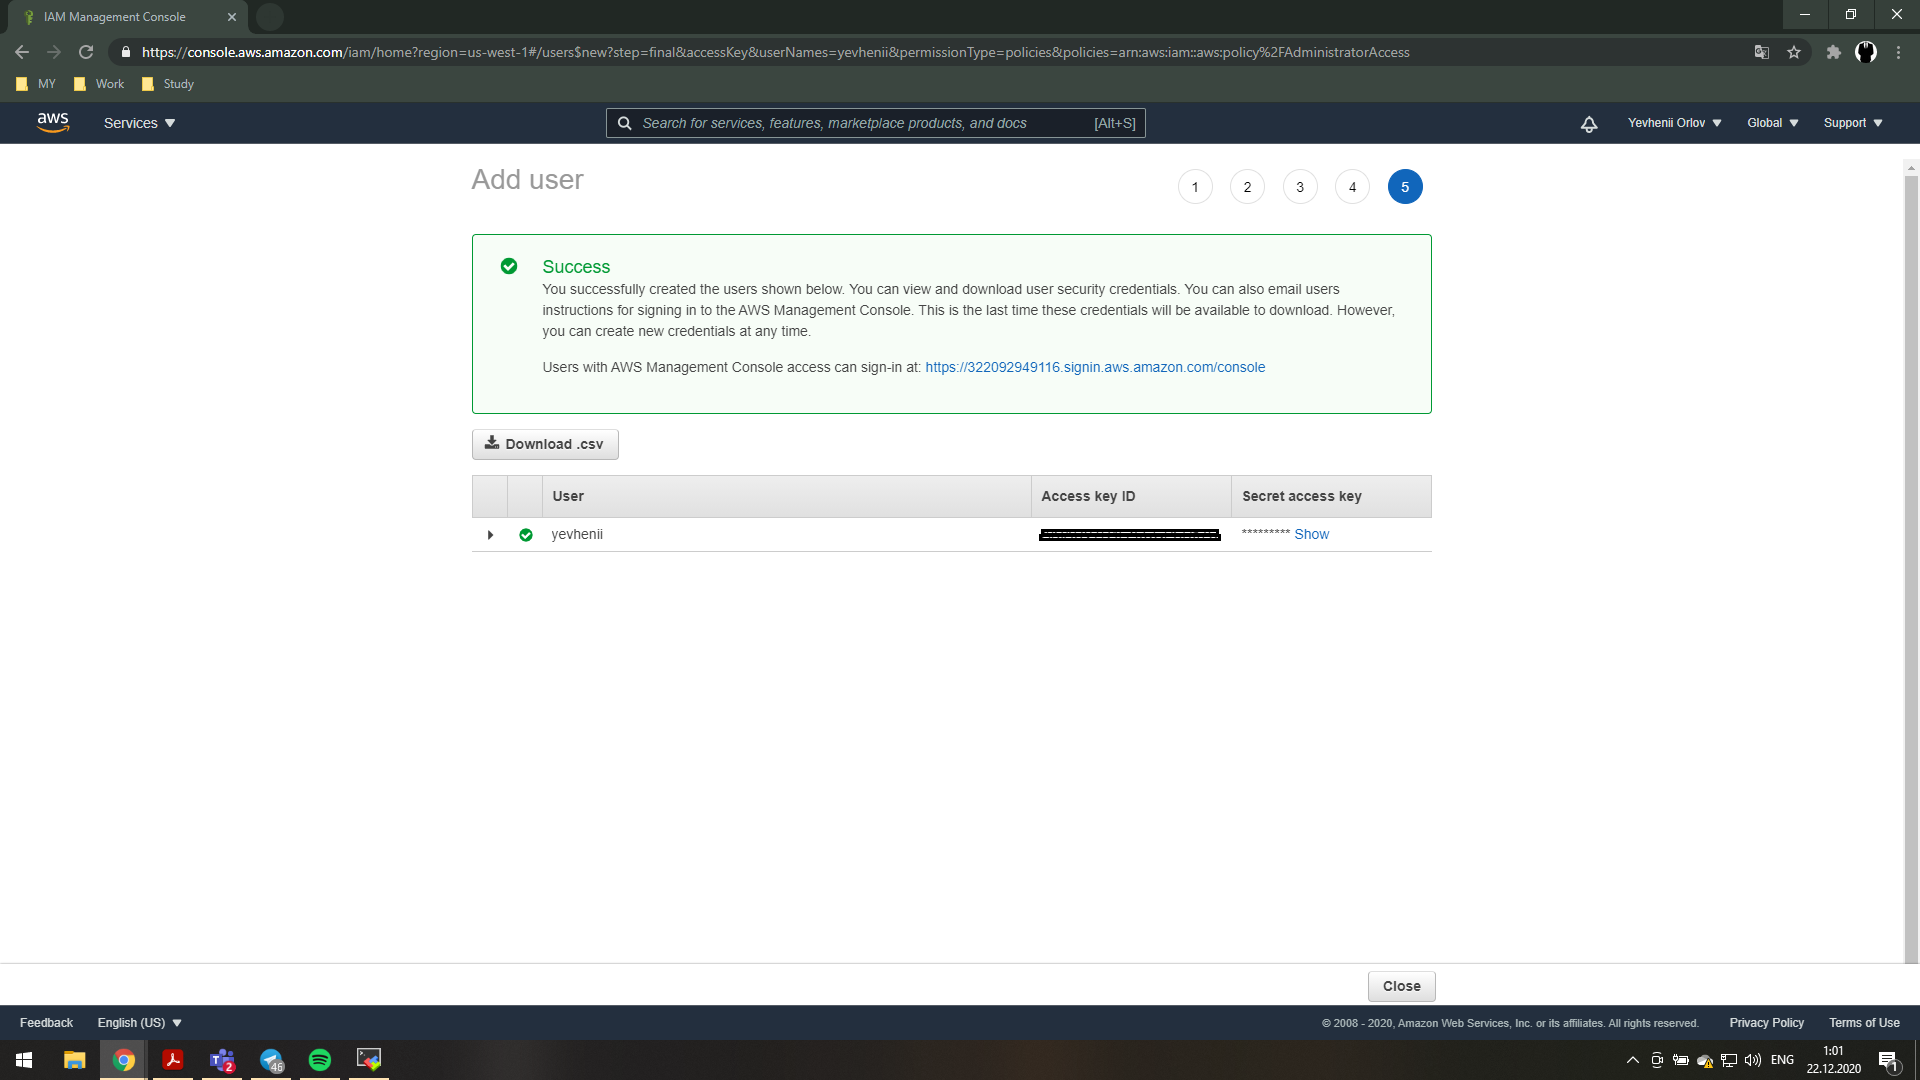 IAM Management Console
https://console.aws.amazon.com/iam/home?region=us-west-1#/users$new?step=final&accessKey&userNames=yevhenii&permissionType=policies&policies=arn:aws:iam::aws:policy%2FAdministratorAccess
MY Work Study
aws Services Search for services, features, marketplace products, and docs [Alt+S] Yevhenii Orlov Global Support
Add user
1 2 3 4 5
Success
You successfully created the users shown below. You can view and download user security credentials. You can also email users
instructions for signing in to the AWS Management Console. This is the last time these credentials will be available to download. However,
you can create new credentials at any time.
Users with AWS Management Console access can sign-in at: https://322092949116.signin.aws.amazon.com/console
Download .csv
User Access key ID Secret access key
yevhenii ********* Show
Close
Feedback English (US) © 2008 - 2020, Amazon Web Services, Inc. or its affiliates. All rights reserved. Privacy Policy Terms of Use
2 46 ENG 1:01
22.12.2020 1